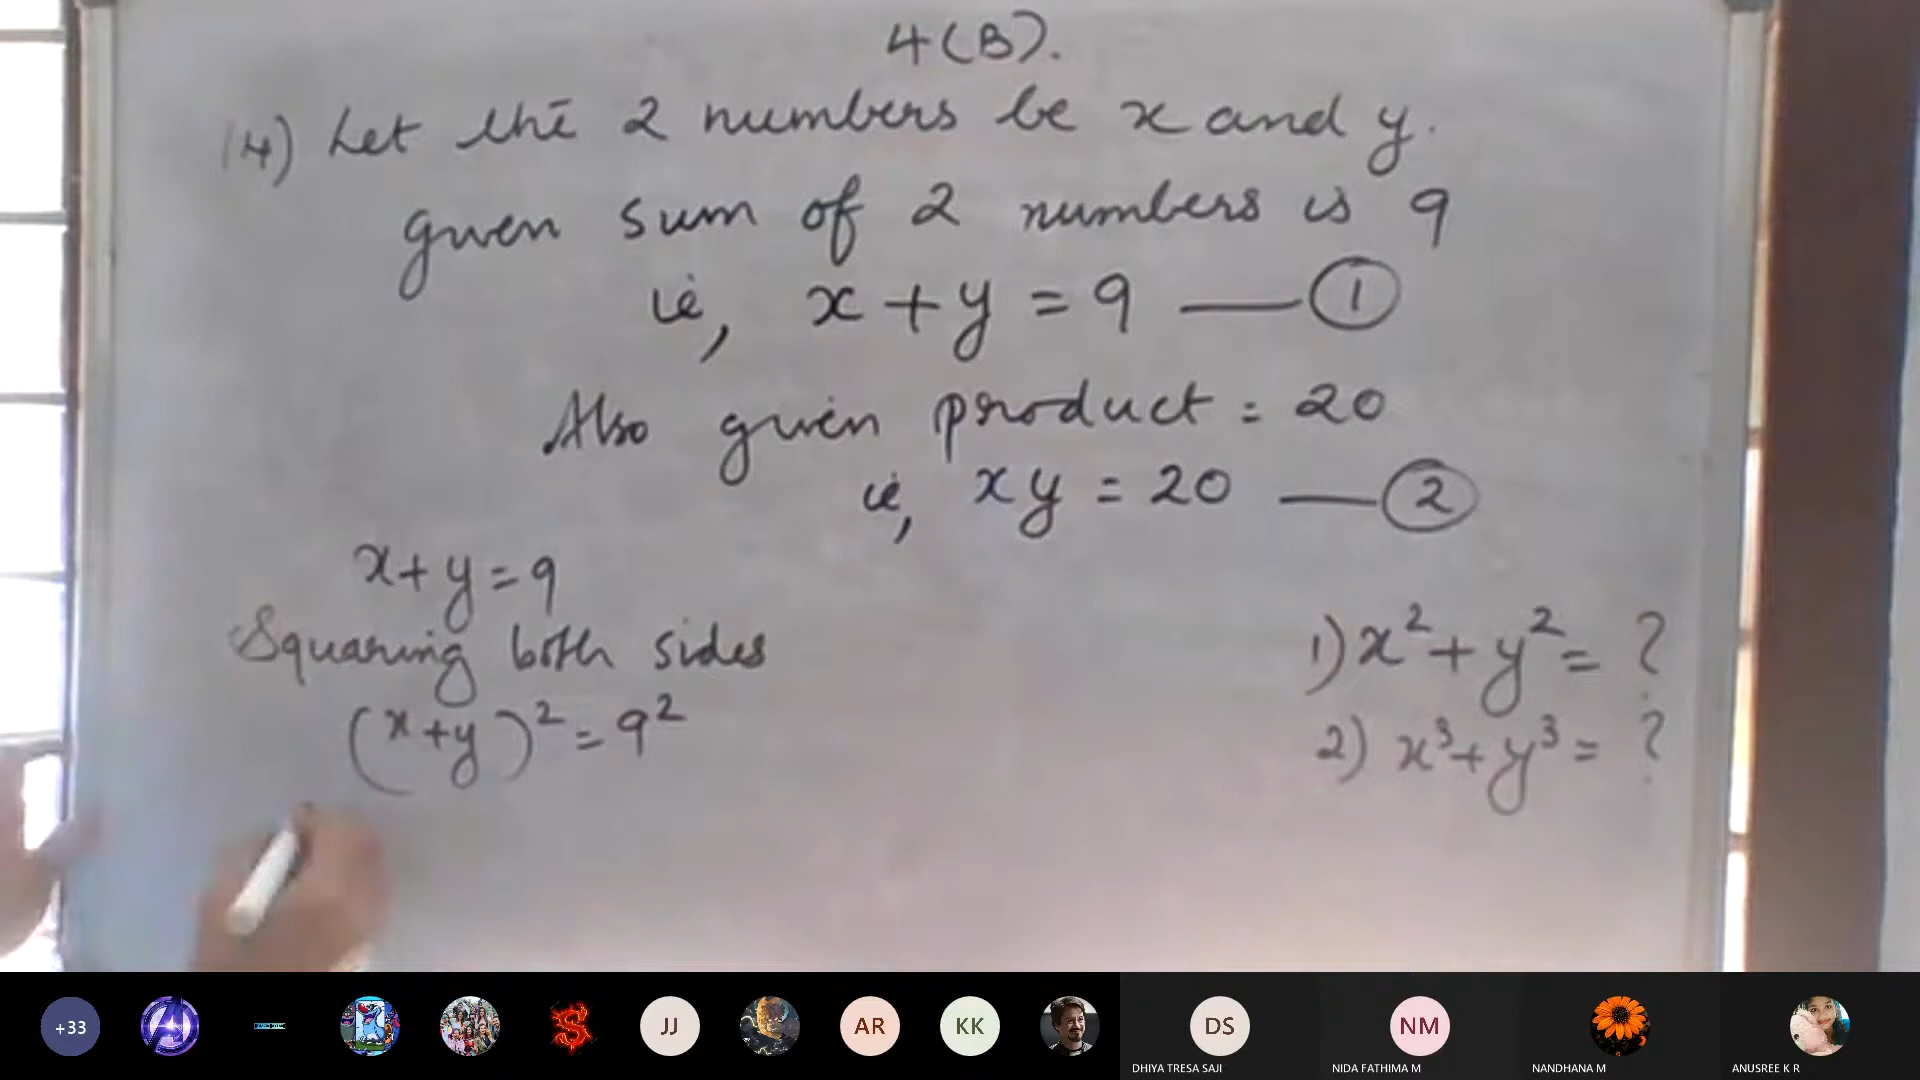 4(B).
14) Let the 2 numbers be x and y.
given sum of 2 numbers is 9
ie, x + y = 9 — 1
Also given product = 20
ie, xy = 20 — 2
x + y = 9
Squaring both sides
(x+y)² = 9²
1) x² + y² = ?
2) x³ + y³ = ?
+33
JJ
AR
KK
DS
NM
DHIYA TRESA SAJI
NIDA FATHIMA M
NANDHANA M
ANUSREE K R